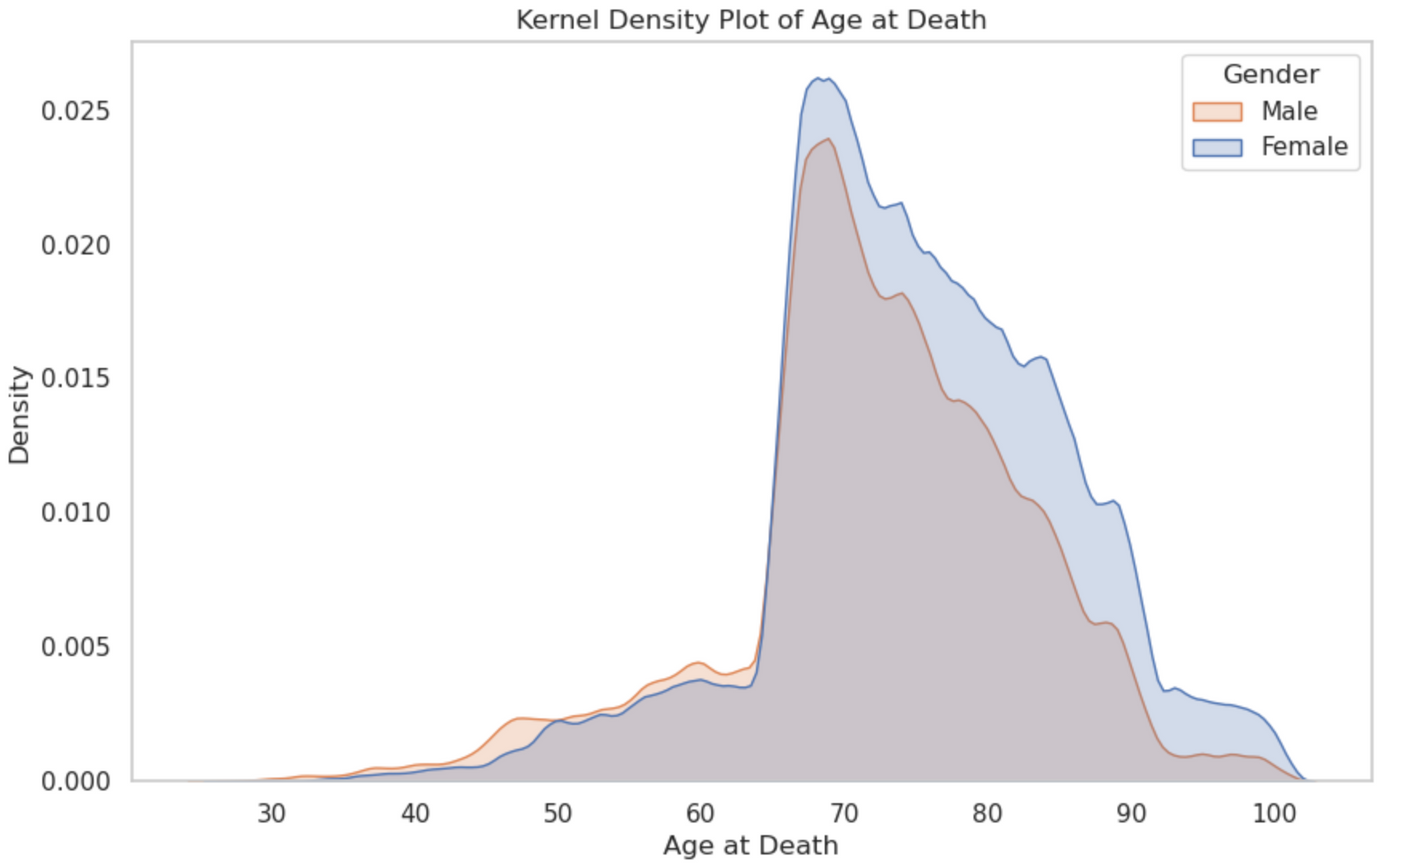 Kernel Density Plot of Age at Death
Gender
Male
Female
Density
0.025
0.020
0.015
0.010
0.005
0.000
30 40 50 60 70 80 90 100
Age at Death